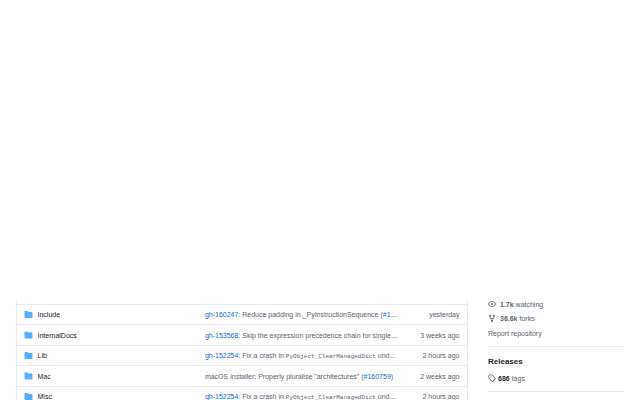 Include gh-160247: Reduce padding in _PyInstructionSequence (#1... yesterday
InternalDocs gh-153568: Skip the expression precedence chain for single... 3 weeks ago
Lib gh-152254: Fix a crash in PyObject_ClearManagedDict und... 2 hours ago
Mac macOS installer: Properly pluralise "architectures" (#160759) 2 weeks ago
Misc gh-152254: Fix a crash in PyObject_ClearManagedDict und... 2 hours ago
1.7k watching
36.6k forks
Report repository
Releases
686 tags